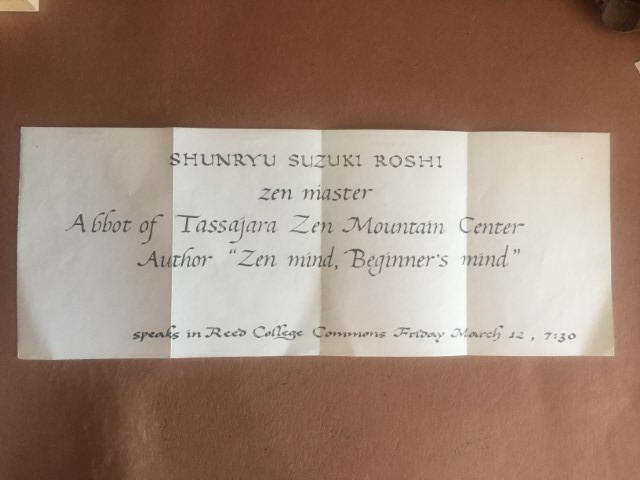 SHUNRYU SUZUKI ROSHI
zen master
Abbot of Tassajara Zen Mountain Center
Author "Zen mind, Beginner's mind"
speaks in Reed College Commons Friday March 12, 7:30